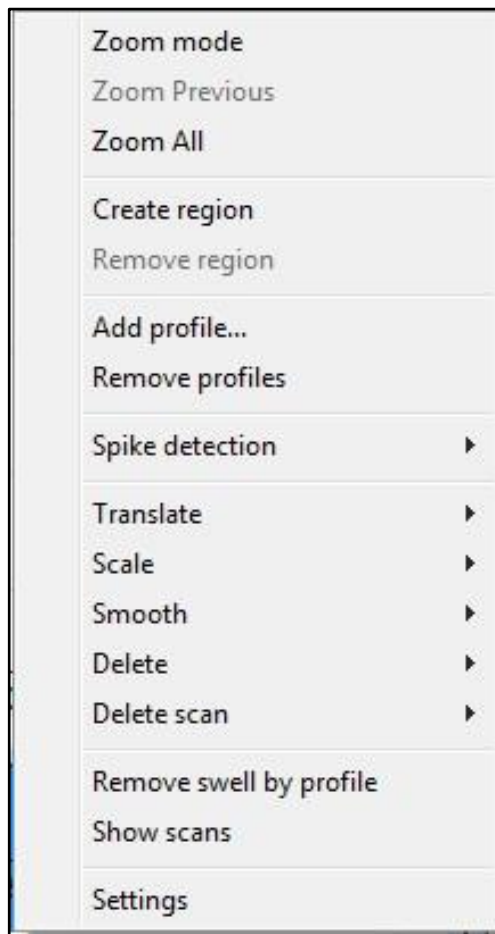 Zoom mode
Zoom Previous
Zoom All
Create region
Remove region
Add profile...
Remove profiles
Spike detection
Translate
Scale
Smooth
Delete
Delete scan
Remove swell by profile
Show scans
Settings